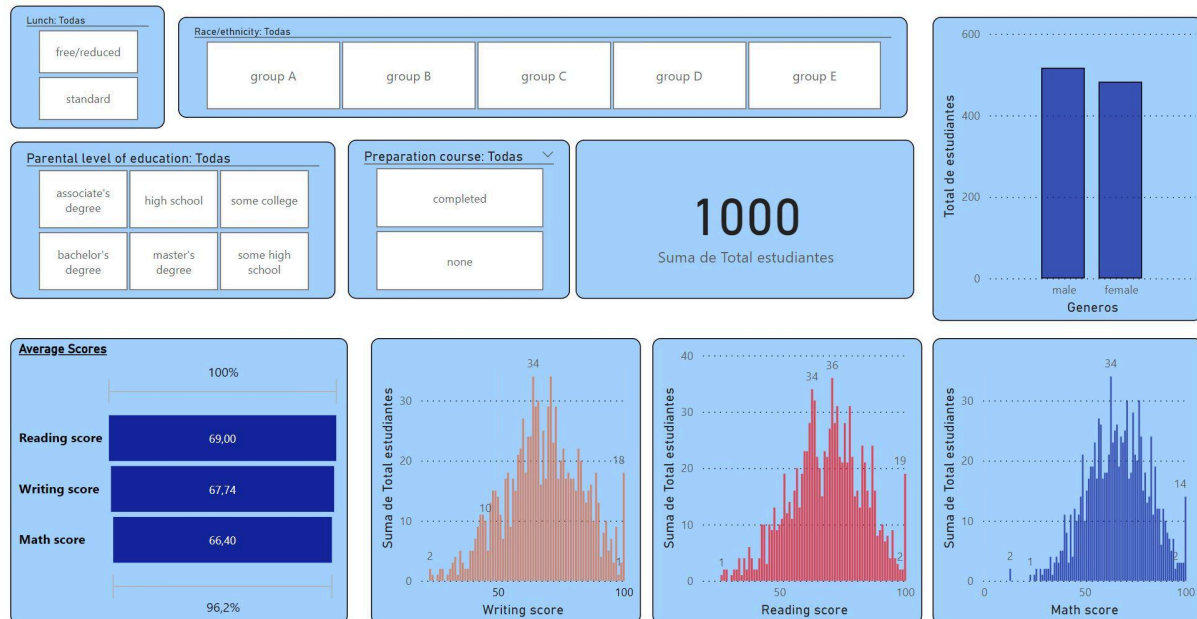 Lunch: Todas
free/reduced
standard
Race/ethnicity: Todas
group A
group B
group C
group D
group E
600
400
200
0
Total de estudiantes
male
female
Generos
Parental level of education: Todas
associate's
degree
high school
some college
bachelor's
degree
master's
degree
some high
school
Preparation course: Todas
completed
none
1000
Suma de Total estudiantes
Average Scores
100%
Reading score
69,00
Writing score
67,74
Math score
66,40
96,2%
Suma de Total estudiantes
30
20
10
0
34
18
10
2
1
50
100
Writing score
Suma de Total estudiantes
40
30
20
10
0
36
34
19
1
2
50
100
Reading score
Suma de Total estudiantes
30
20
10
0
34
14
2
1
2
0
50
100
Math score